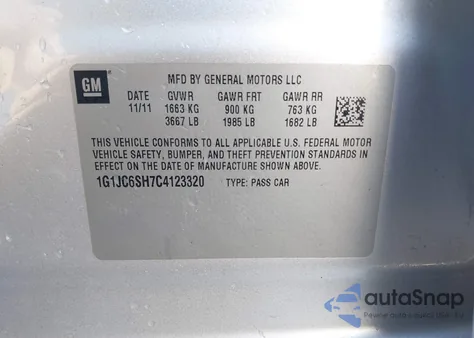 GM
MFD BY GENERAL MOTORS LLC
DATE GVWR GAWR FRT GAWR RR
11/11 1663 KG 900 KG 763 KG
3667 LB 1985 LB 1682 LB
THIS VEHICLE CONFORMS TO ALL APPLICABLE U.S. FEDERAL MOTOR
VEHICLE SAFETY, BUMPER, AND THEFT PREVENTION STANDARDS
IN EFFECT ON THE DATE OF MANUFACTURE SHOWN ABOVE.
1G1JC6SH7C4123320 TYPE: PASS CAR
autoSnap
Pewne auto